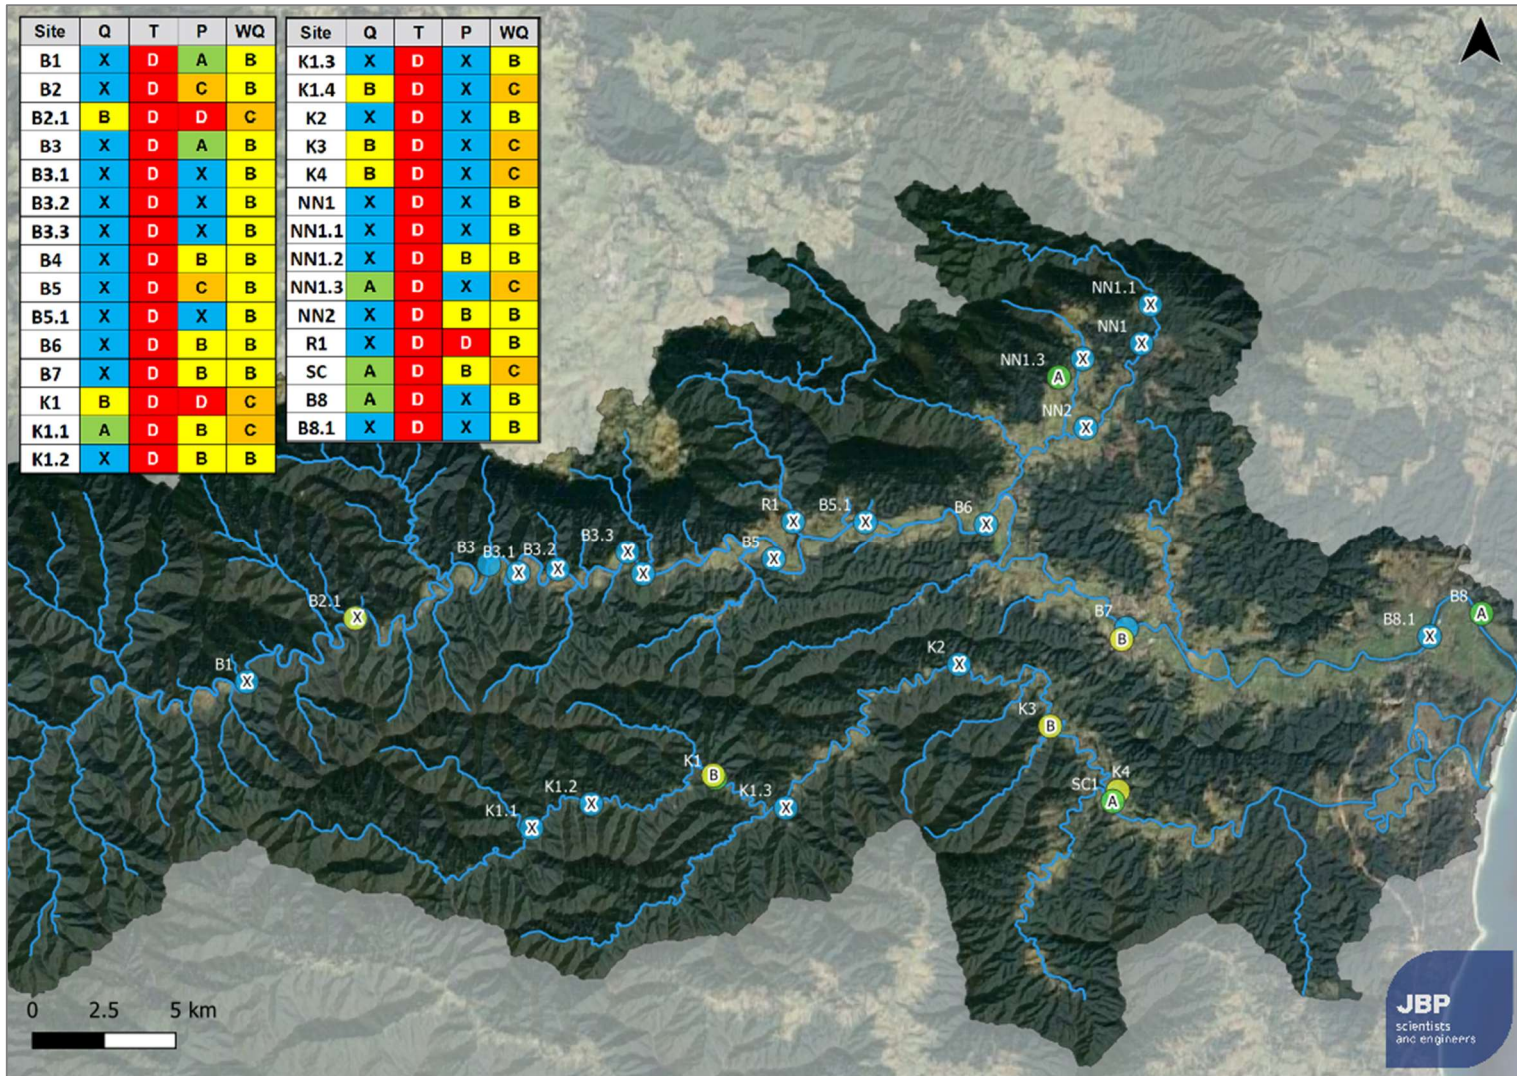 Site Q T P WQ
B1 X D A B
B2 X D C B
B2.1 B D D C
B3 X D A B
B3.1 X D X B
B3.2 X D X B
B3.3 X D X B
B4 X D B B
B5 X D C B
B5.1 X D X B
B6 X D B B
B7 X D B B
K1 B D D C
K1.1 A D B C
K1.2 X D B B
Site Q T P WQ
K1.3 X D X B
K1.4 B D X C
K2 X D X B
K3 B D X C
K4 B D X C
NN1 X D X B
NN1.1 X D X B
NN1.2 X D B B
NN1.3 A D X C
NN2 X D B B
R1 X D D B
SC A D B C
B8 A D X B
B8.1 X D X B
NN1.1
X
NN1
X
X
NN1.3
A
NN2
X
R1
X
B5.1
X
B6
X
B3
B3.1
X
B3.2
X
B3.3
X
X
B5
X
B2.1
X
B1
X
B7
B
B8
A
B8.1
X
K2
X
K3
B
K1
B
K1.3
X
K1.2
X
K1.1
X
SC1
K4
A
0 2.5 5 km
JBP
scientists
and engineers